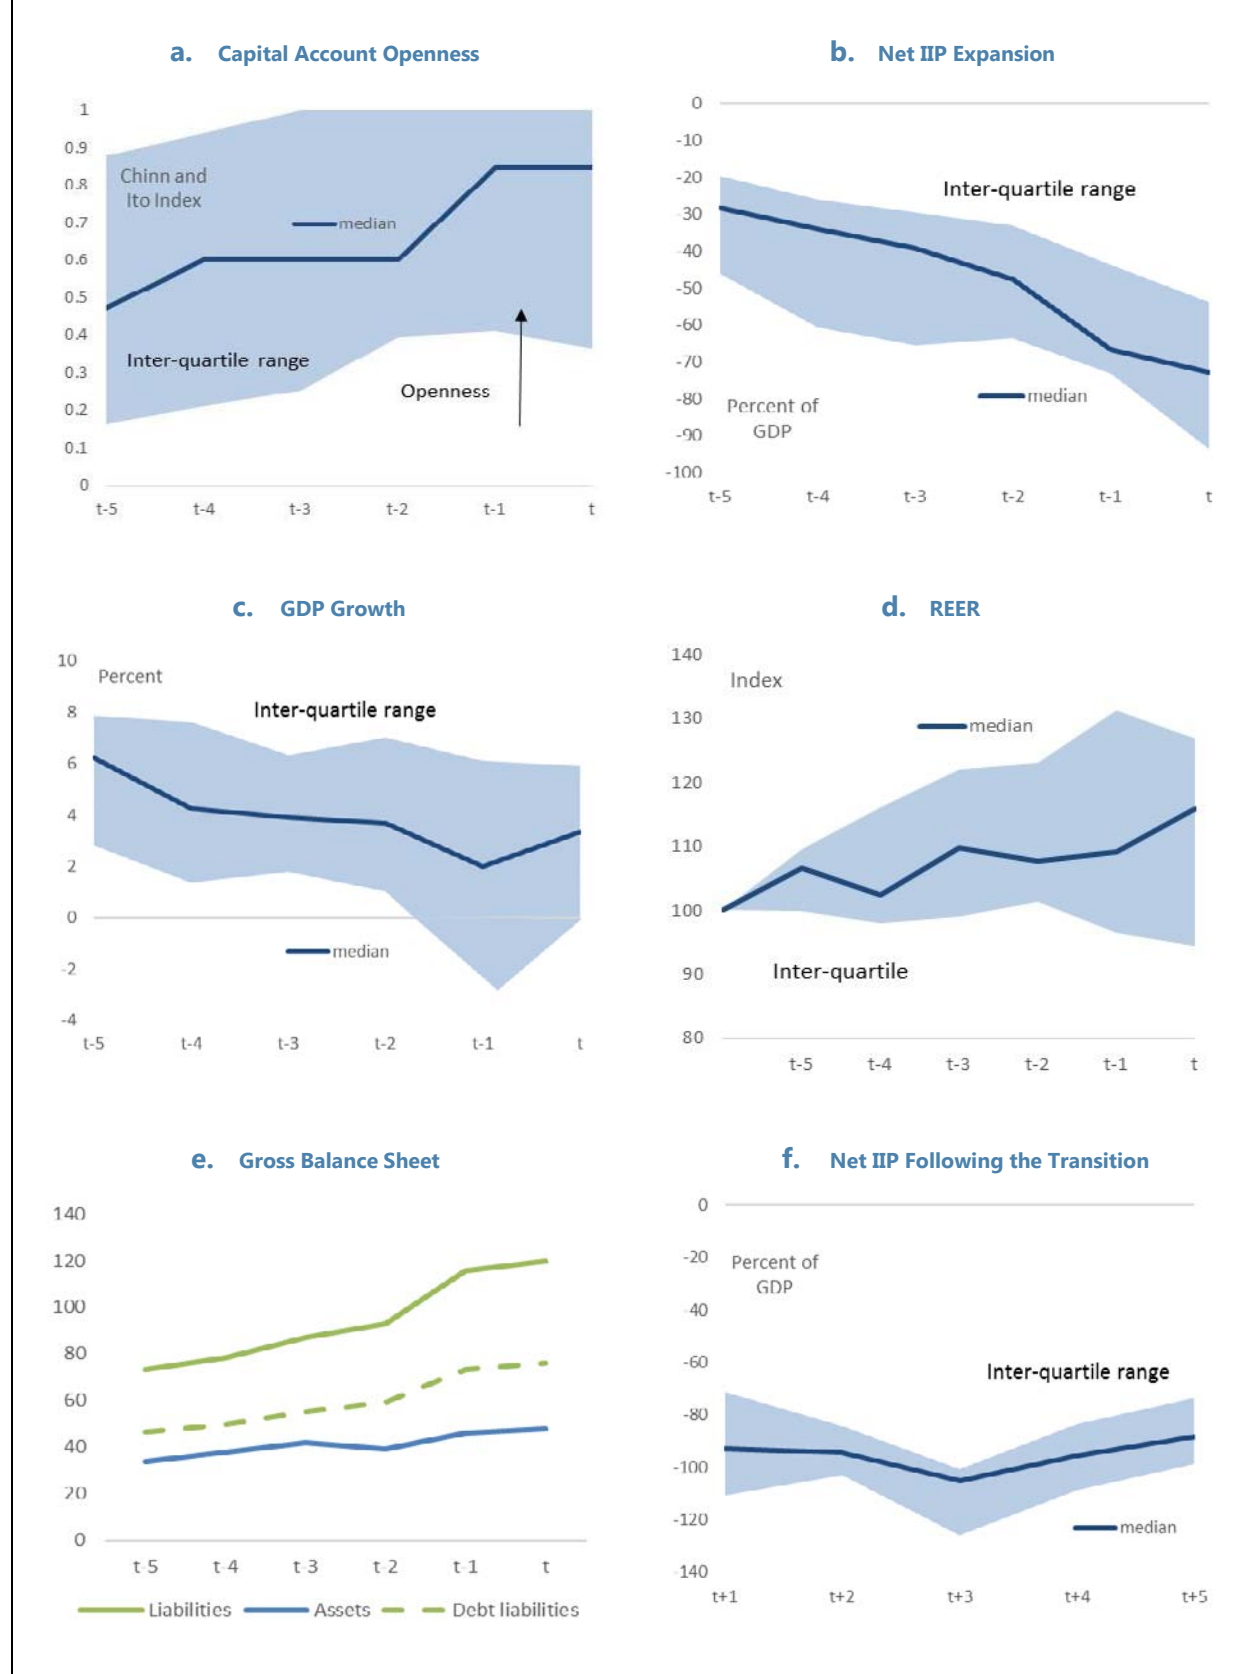 a. Capital Account Openness
1
0.9
0.8
0.7
0.6
0.5
0.4
0.3
0.2
0.1
0
Chinn and
Ito Index
median
Inter-quartile range
Openness
t-5 t-4 t-3 t-2 t-1 t
b. Net IIP Expansion
0
-10
-20
-30
-40
-50
-60
-70
-80
-90
-100
Inter-quartile range
median
Percent of
GDP
t-5 t-4 t-3 t-2 t-1 t
c. GDP Growth
10
8
6
4
2
0
-2
-4
Percent
Inter-quartile range
median
t-5 t-4 t-3 t-2 t-1 t
d. REER
140
130
120
110
100
90
80
Index
median
Inter-quartile
t-5 t-4 t-3 t-2 t-1 t
e. Gross Balance Sheet
140
120
100
80
60
40
20
0
t-5 t-4 t-3 t-2 t-1 t
Liabilities Assets Debt liabilities
f. Net IIP Following the Transition
0
-20
-40
-60
-80
-100
-120
-140
Percent of
GDP
Inter-quartile range
median
t+1 t+2 t+3 t+4 t+5